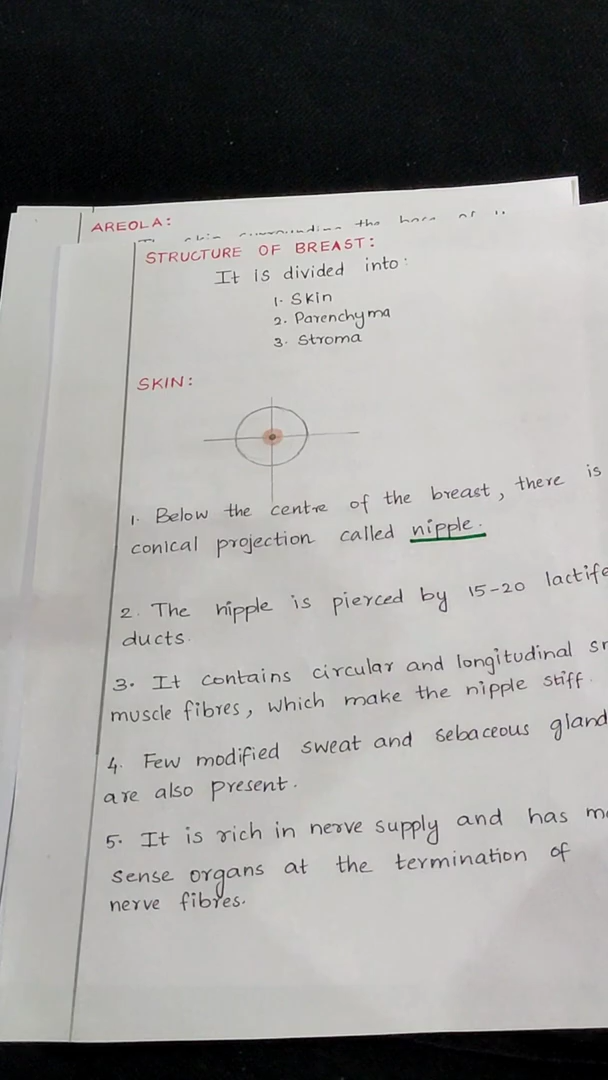 AREOLA:
STRUCTURE OF BREAST:
It is divided into:
1. Skin
2. Parenchyma
3. Stroma
SKIN:
1. Below the centre of the breast, there is
conical projection called nipple.
2. The nipple is pierced by 15-20 lactife
ducts.
3. It contains circular and longitudinal sm
muscle fibres, which make the nipple stiff.
4. Few modified sweat and sebaceous gland
are also present.
5. It is rich in nerve supply and has m
sense organs at the termination of
nerve fibres.